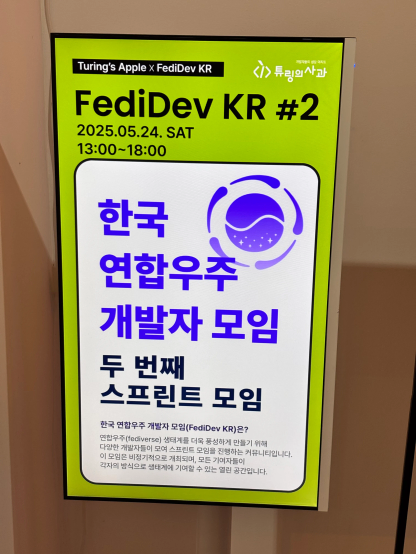 Turing's Apple x FediDev KR
튜링의사과
FediDev KR #2
2025.05.24. SAT
13:00~18:00
한국
연합우주
개발자 모임
두 번째
스프린트 모임
한국 연합우주 개발자 모임(FediDev KR)은?
연합우주(fediverse) 생태계를 더욱 풍성하게 만들기 위해
다양한 개발자들이 모여 스프린트 모임을 진행하는 커뮤니티입니다.
이 모임은 비정기적으로 개최되며, 모든 기여자들이
각자의 방식으로 생태계에 기여할 수 있는 열린 공간입니다.